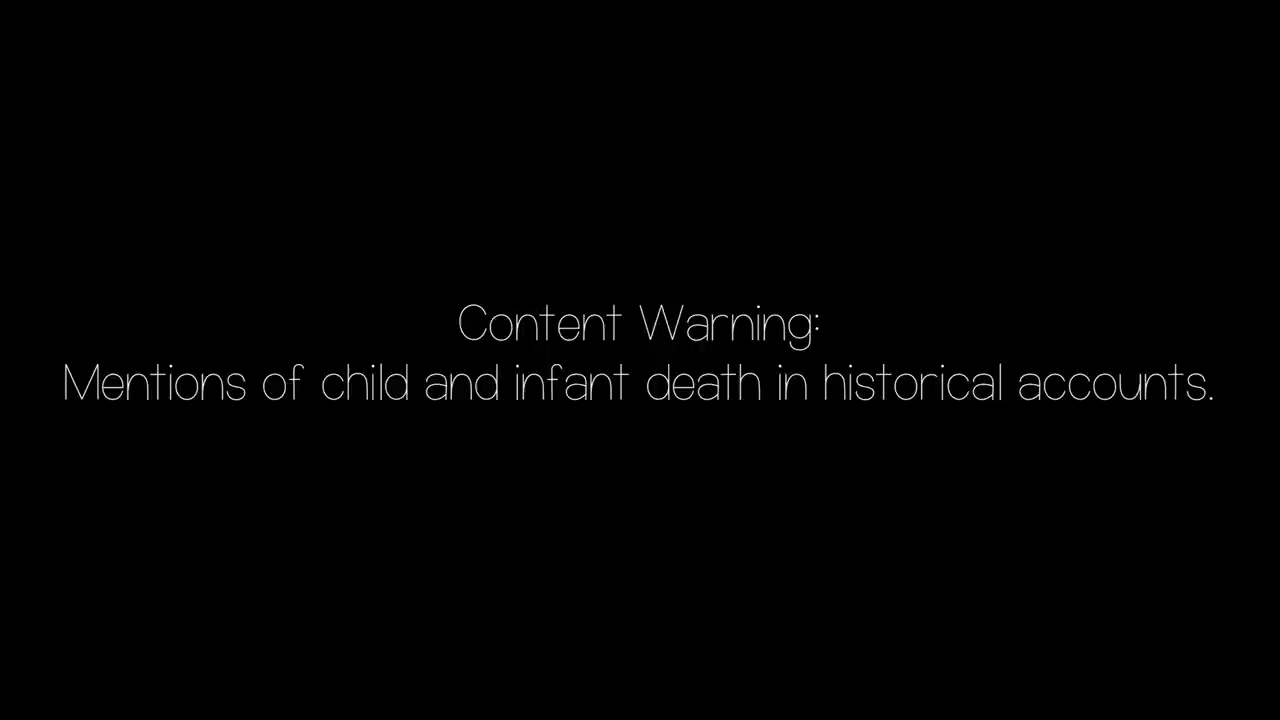 Content Warning:
Mentions of child and infant death in historical accounts.